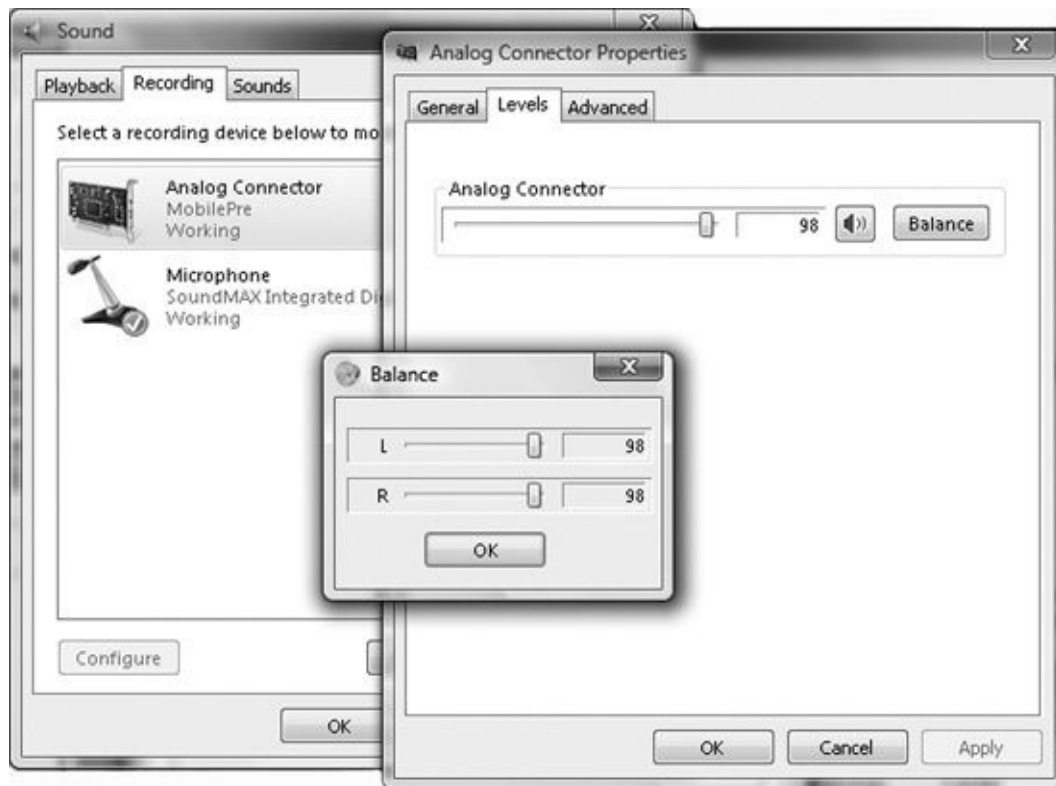 Sound
Playback Recording Sounds
Select a recording device below to mo
Analog Connector
MobilePre
Working
Microphone
SoundMAX Integrated Di
Working
Configure
OK
Analog Connector Properties
General Levels Advanced
Analog Connector
98 Balance
Balance
L 98
R 98
OK
OK Cancel Apply